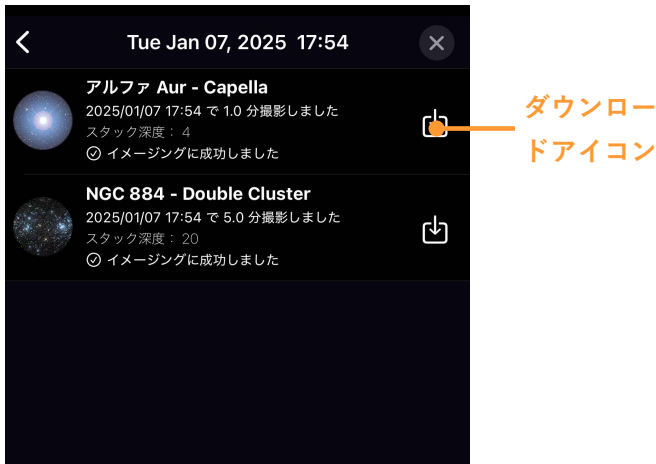 Tue Jan 07, 2025 17:54
アルファ Aur - Capella
2025/01/07 17:54 で 1.0 分撮影しました
スタック深度： 4
イメージングに成功しました
NGC 884 - Double Cluster
2025/01/07 17:54 で 5.0 分撮影しました
スタック深度： 20
イメージングに成功しました
ダウンロー
ドアイコン